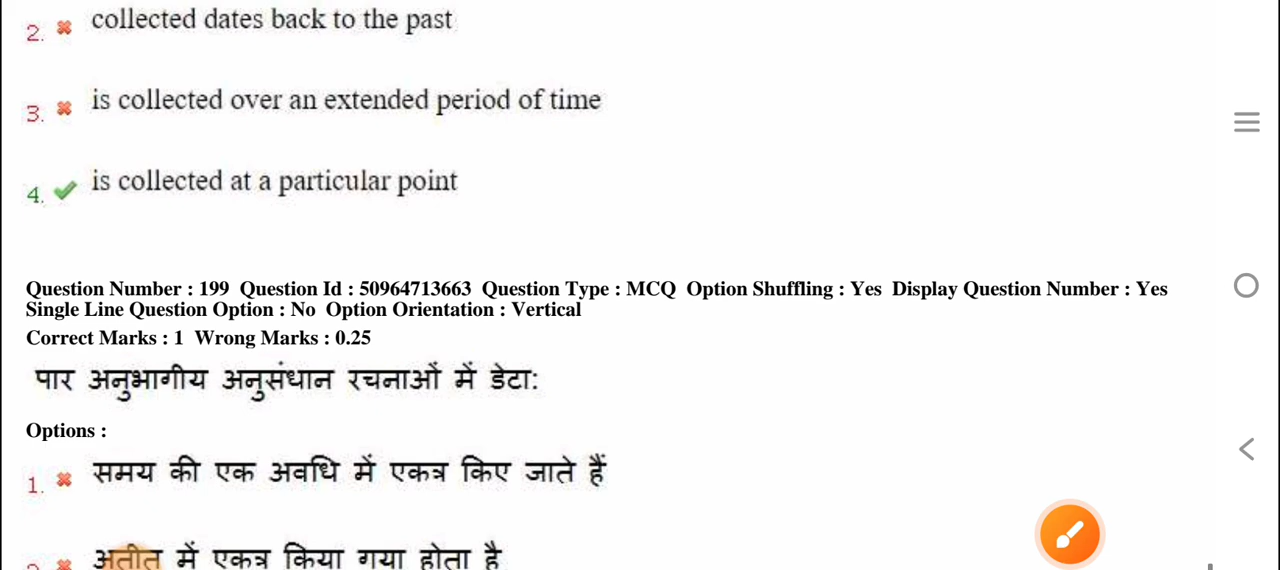 2. collected dates back to the past
3. is collected over an extended period of time
4. is collected at a particular point
Question Number : 199 Question Id : 50964713663 Question Type : MCQ Option Shuffling : Yes Display Question Number : Yes
Single Line Question Option : No Option Orientation : Vertical
Correct Marks : 1 Wrong Marks : 0.25
पार अनुभागीय अनुसंधान रचनाओं में डेटा:
Options :
1. समय की एक अवधि में एकत्र किए जाते हैं
अतीत में एकत्र किया गया होता है